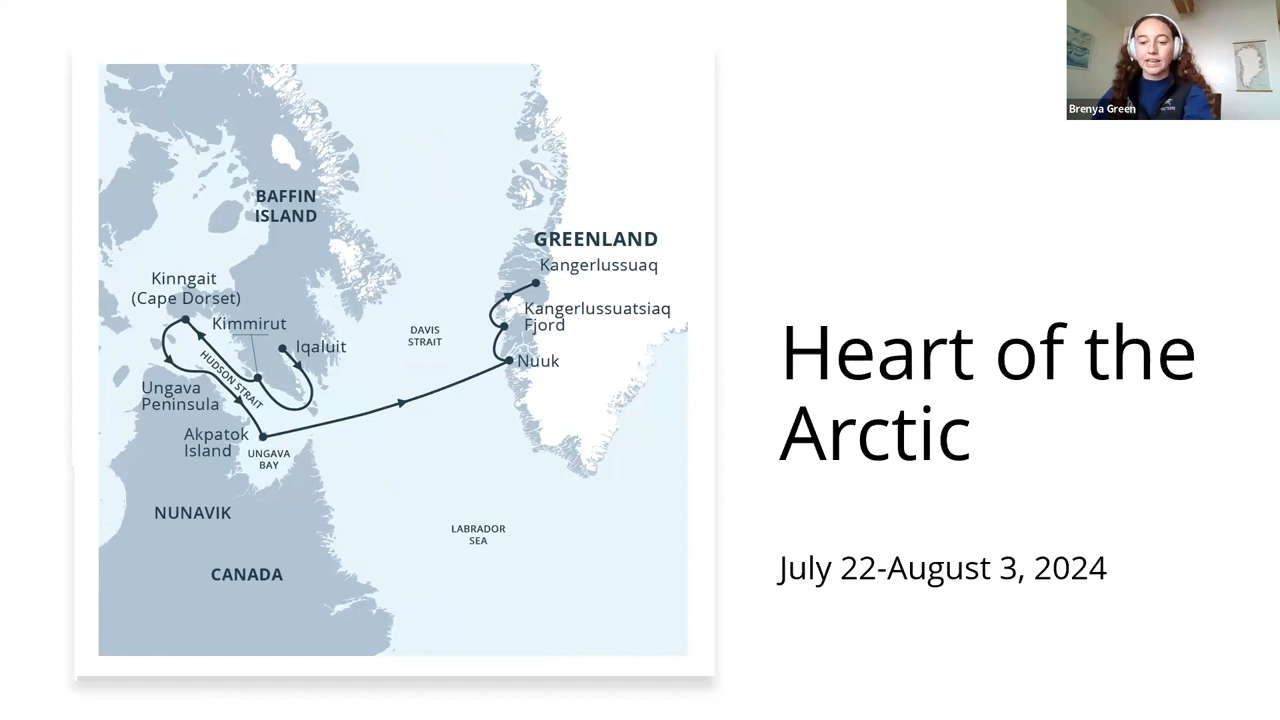 BAFFIN
ISLAND
GREENLAND
Kangerlussuaq
Kinngait
(Cape Dorset)
Kangerlussuatsiaq
Fjord
Kimmirut
DAVIS
STRAIT
Iqaluit
Nuuk
HUDSON STRAIT
Ungava
Peninsula
Akpatok
Island
UNGAVA
BAY
NUNAVIK
LABRADOR
SEA
CANADA
Heart of the
Arctic
July 22-August 3, 2024
Brenya Green